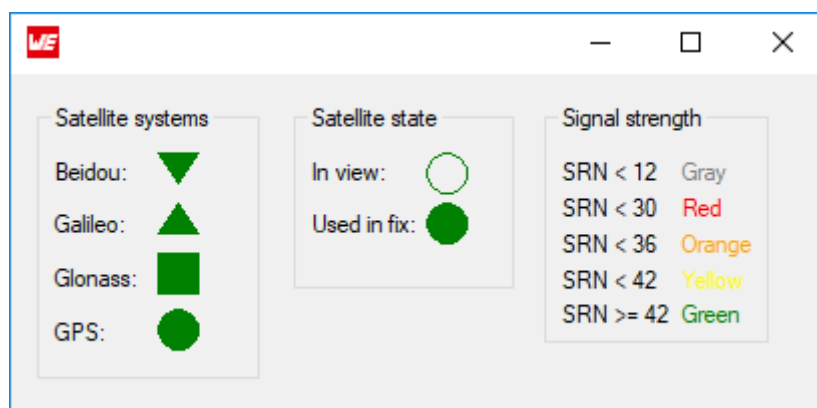 WE
Satellite systems
Beidou:
Galileo:
Glonass:
GPS:
Satellite state
In view:
Used in fix:
Signal strength
SRN < 12 Gray
SRN < 30 Red
SRN < 36 Orange
SRN < 42 Yellow
SRN >= 42 Green